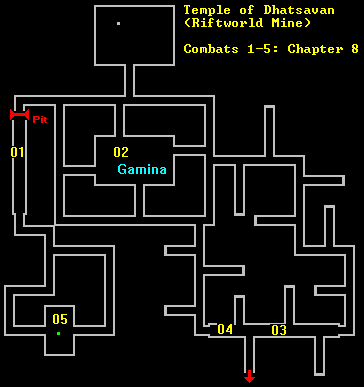 Temple of Dhatsavan
(Riftworld Mine)
Combats 1-5: Chapter 8
Pit
01
02
Gamina
05
04
03